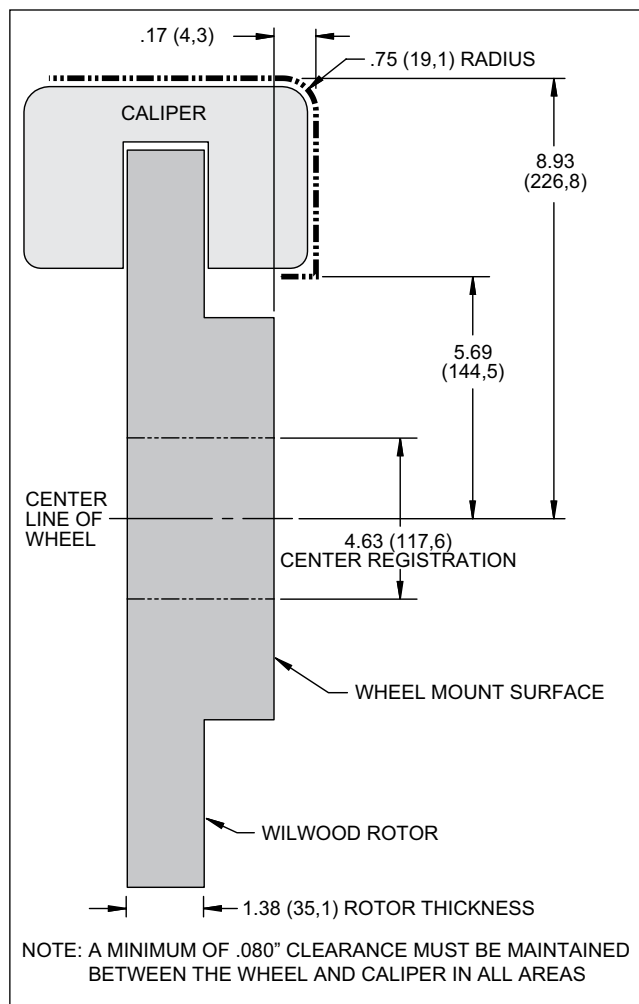 .17 (4,3)
.75 (19,1) RADIUS
CALIPER
8.93
(226,8)
5.69
(144,5)
CENTER
LINE OF
WHEEL
4.63 (117,6)
CENTER REGISTRATION
WHEEL MOUNT SURFACE
WILWOOD ROTOR
1.38 (35,1) ROTOR THICKNESS
NOTE: A MINIMUM OF .080" CLEARANCE MUST BE MAINTAINED
BETWEEN THE WHEEL AND CALIPER IN ALL AREAS